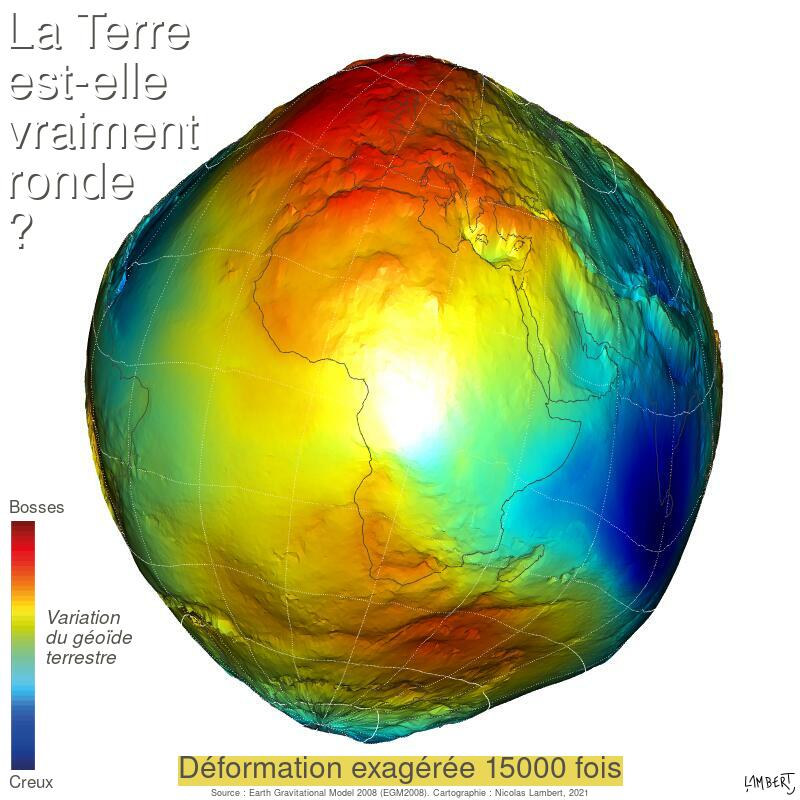 La Terre
est-elle
vraiment
ronde
?
Bosses
Variation
du géoïde
terrestre
Creux
Déformation exagérée 15000 fois
Source : Earth Gravitational Model 2008 (EGM2008). Cartographie : Nicolas Lambert, 2021
LAMBERT